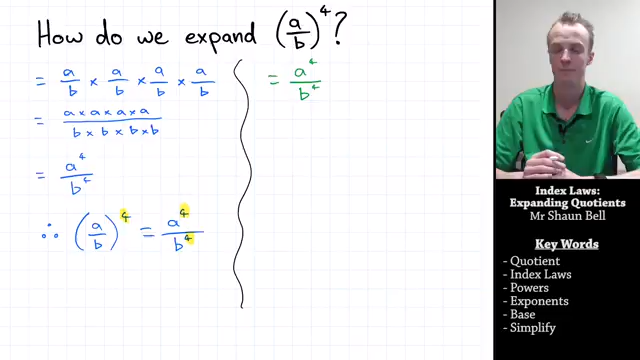 How do we expand (a/b)⁴?
= a/b × a/b × a/b × a/b
= a×a×a×a / b×b×b×b
= a⁴/b⁴
∴ (a/b)⁴ = a⁴/b⁴
= a⁴/b⁴
Index Laws:
Expanding Quotients
Mr Shaun Bell
Key Words
- Quotient
- Index Laws
- Powers
- Exponents
- Base
- Simplify